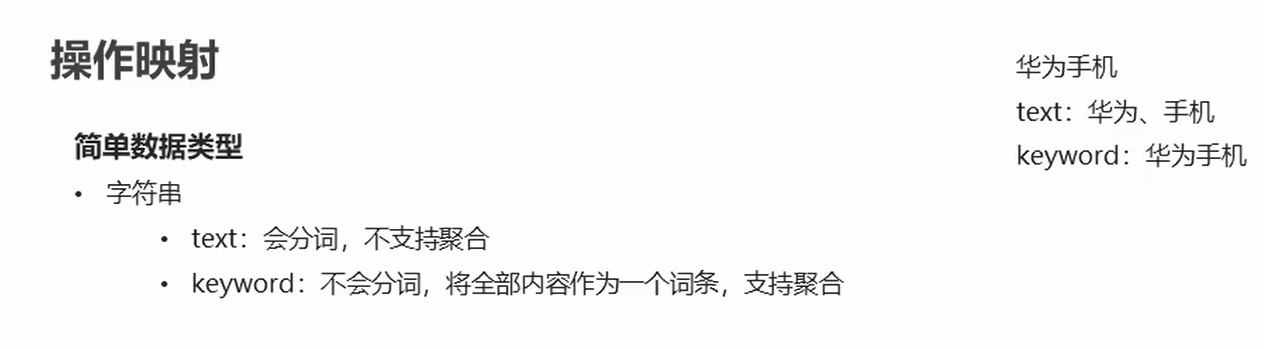 操作映射
简单数据类型
• 字符串
• text：会分词，不支持聚合
• keyword：不会分词，将全部内容作为一个词条，支持聚合
华为手机
text：华为、手机
keyword：华为手机